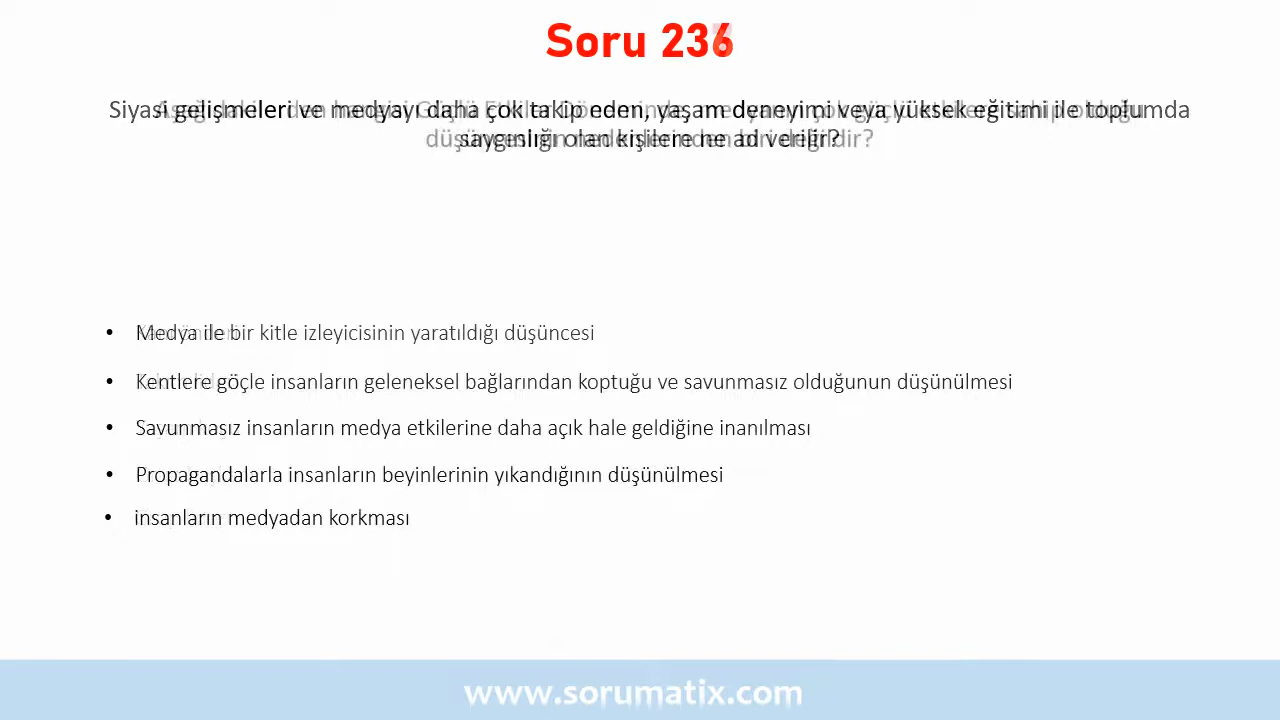 Soru 236
Siyasi gelişmeleri ve medyayı daha çok takip eden, yaşam deneyimi veya yüksek eğitimi ile toplumda
saygınlığı olan kişilere ne ad verilir?
• Medya ile bir kitle izleyicisinin yaratıldığı düşüncesi
• Kentlere göçle insanların geleneksel bağlarından koptuğu ve savunmasız olduğunun düşünülmesi
• Savunmasız insanların medya etkilerine daha açık hale geldiğine inanılması
• Propagandalarla insanların beyinlerinin yıkandığının düşünülmesi
• insanların medyadan korkması
www.sorumatix.com